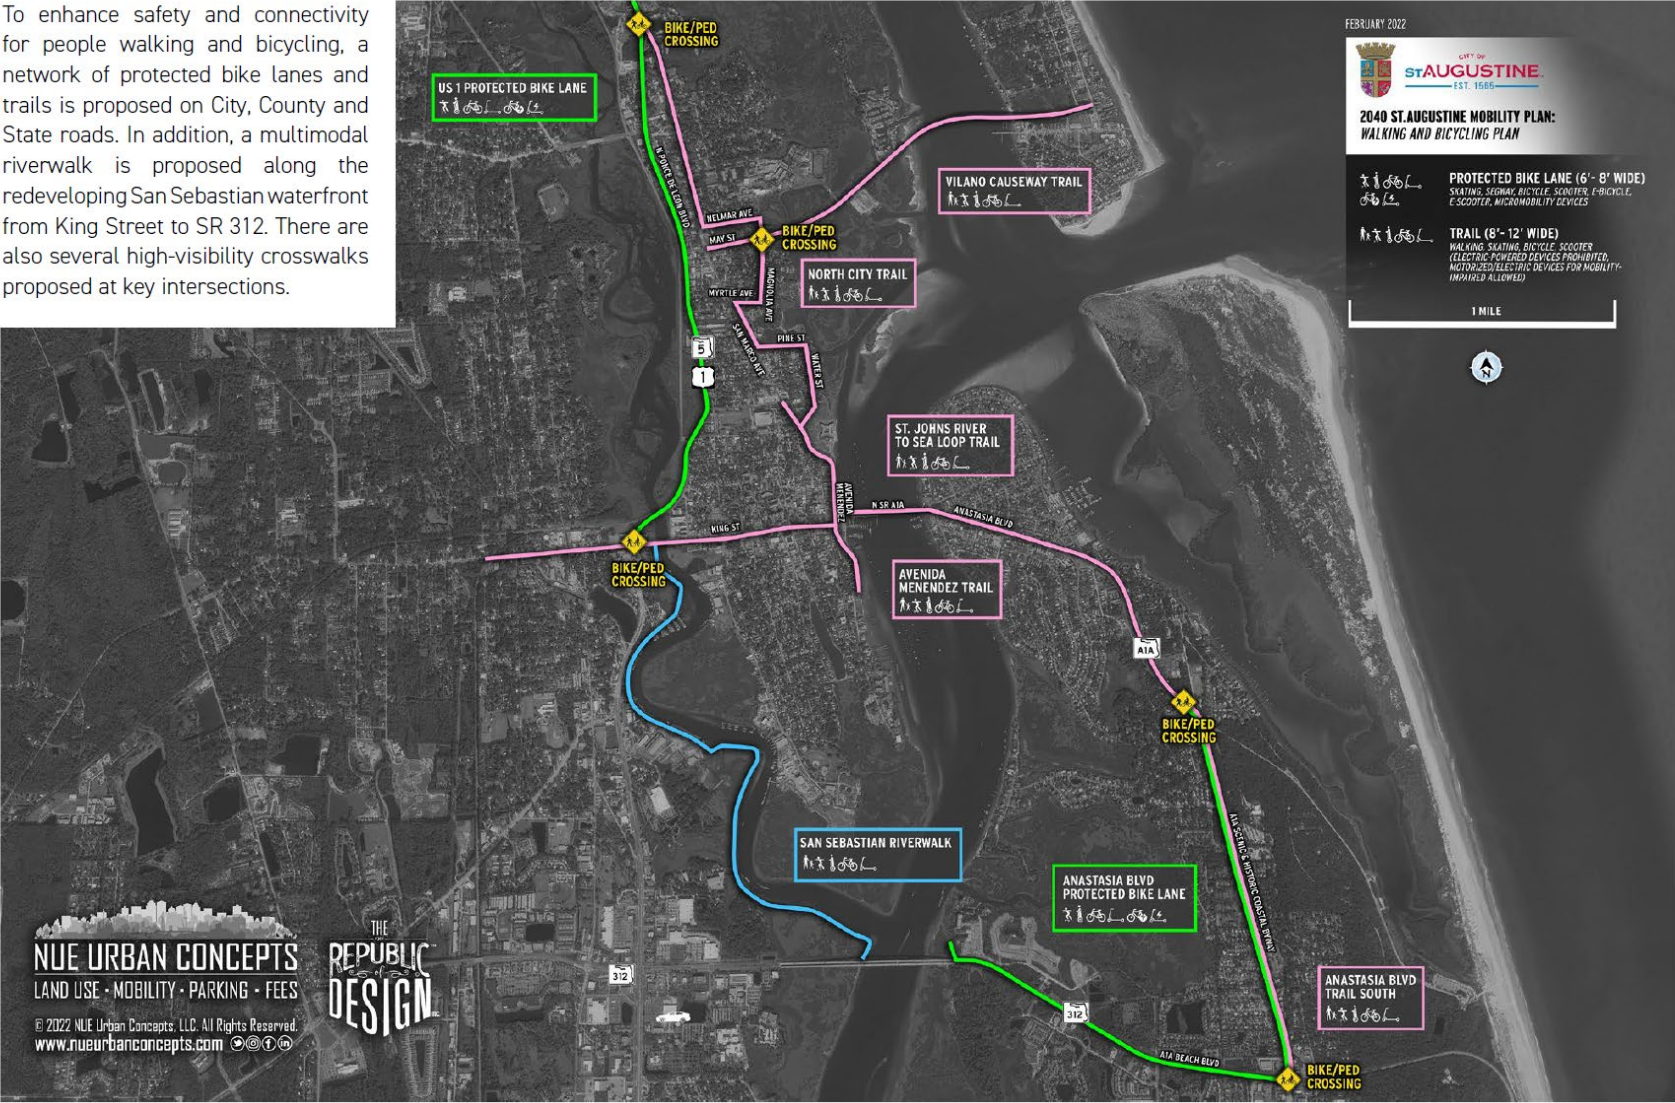 To enhance safety and connectivity
for people walking and bicycling, a
network of protected bike lanes and
trails is proposed on City, County and
State roads. In addition, a multimodal
riverwalk is proposed along the
redeveloping San Sebastian waterfront
from King Street to SR 312. There are
also several high-visibility crosswalks
proposed at key intersections.
BIKE/PED
CROSSING
US 1 PROTECTED BIKE LANE
N PONCE DE LEON BLVD
VILANO CAUSEWAY TRAIL
NELMAR AVE
MAY ST
BIKE/PED
CROSSING
NORTH CITY TRAIL
MYRTLE AVE
MAGNOLIA AVE
SAN MARCO AVE
PINE ST
WATER ST
5
1
ST. JOHNS RIVER
TO SEA LOOP TRAIL
AVENIDA
MENENDEZ
N SR A1A
ANASTASIA BLVD
KING ST
BIKE/PED
CROSSING
AVENIDA
MENENDEZ TRAIL
A1A
BIKE/PED
CROSSING
SAN SEBASTIAN RIVERWALK
ANASTASIA BLVD
PROTECTED BIKE LANE
A1A SCENIC & HISTORIC COASTAL BYWAY
ANASTASIA BLVD
TRAIL SOUTH
312
312
A1A BEACH BLVD
BIKE/PED
CROSSING
FEBRUARY 2022
CITY OF
ST AUGUSTINE
EST. 1565
2040 ST.AUGUSTINE MOBILITY PLAN:
WALKING AND BICYCLING PLAN
PROTECTED BIKE LANE (6'- 8' WIDE)
SKATING, SEGWAY, BICYCLE, SCOOTER, E-BICYCLE,
E-SCOOTER, MICROMOBILITY DEVICES
TRAIL (8'- 12' WIDE)
WALKING, SKATING, BICYCLE, SCOOTER
(ELECTRIC-POWERED DEVICES PROHIBITED,
MOTORIZED/ELECTRIC DEVICES FOR MOBILITY-
IMPAIRED ALLOWED)
1 MILE
N
NUE URBAN CONCEPTS
LAND USE • MOBILITY • PARKING • FEES
© 2022 NUE Urban Concepts, LLC. All Rights Reserved.
www.nueurbanconcepts.com
THE
REPUBLIC
of
DESIGN